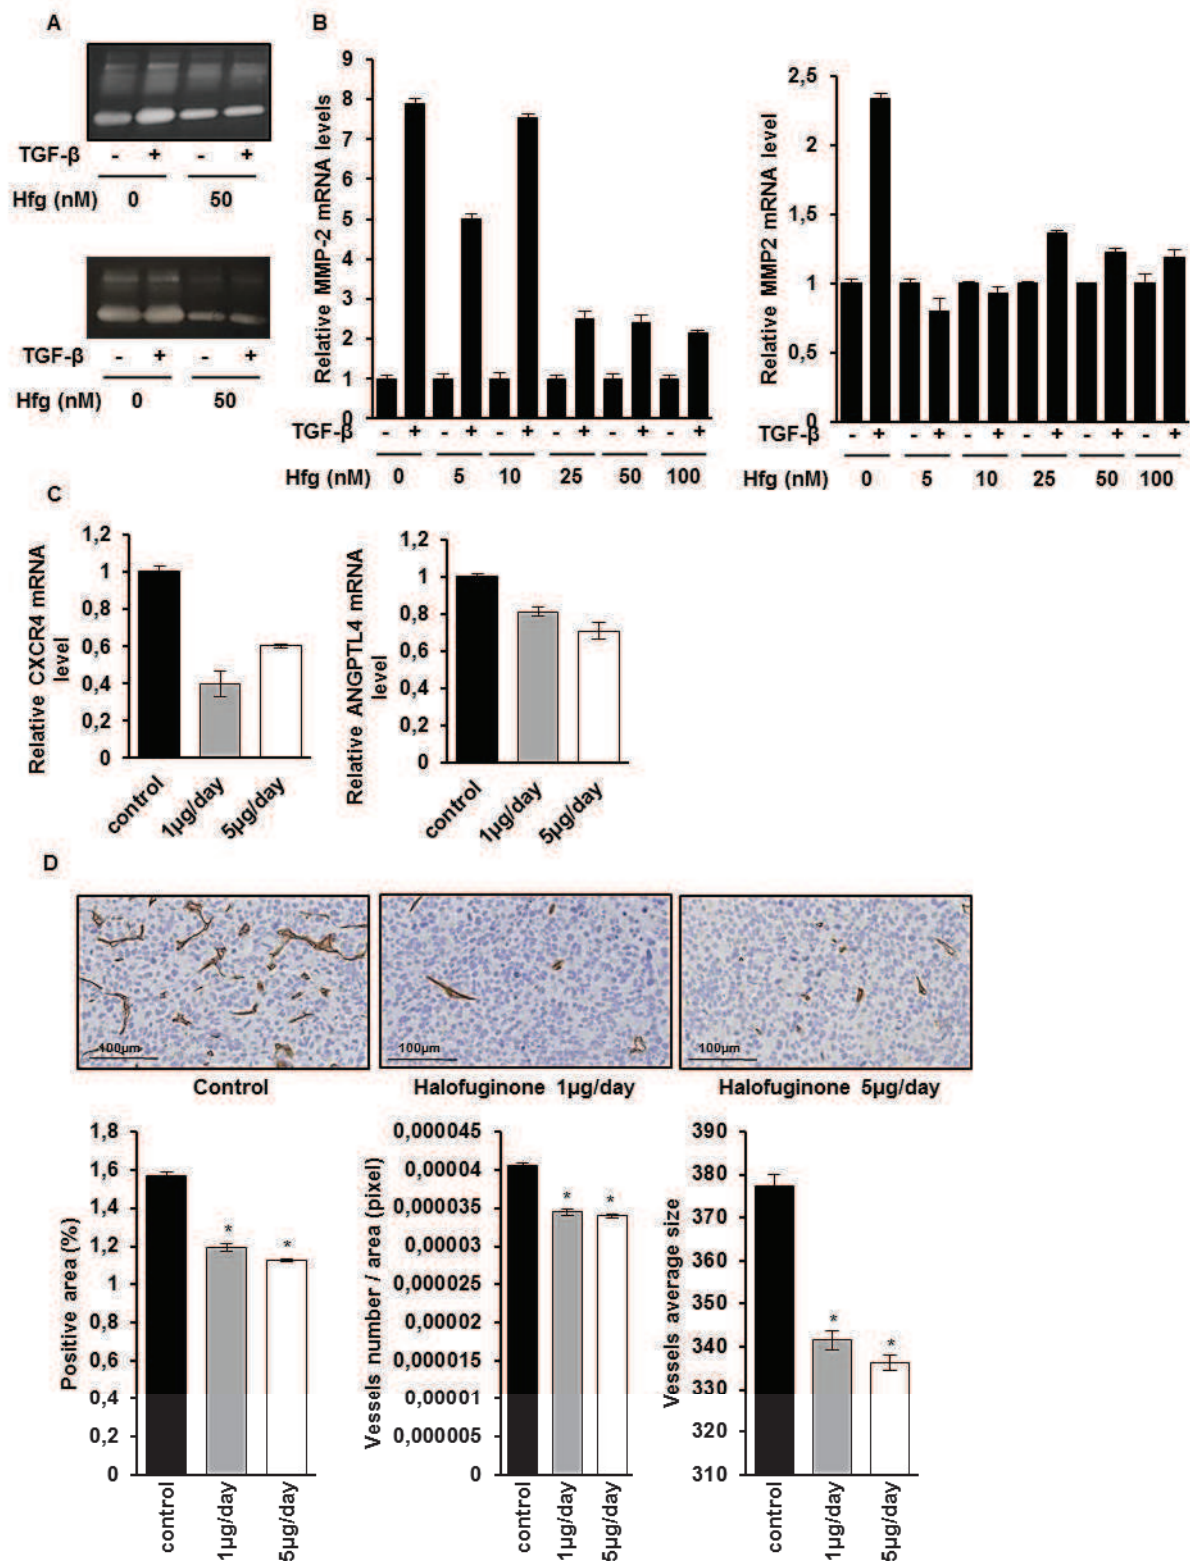 A
TGF-β - + - +
Hfg (nM) 0 50
TGF-β - + - +
Hfg (nM) 0 50
B
Relative MMP-2 mRNA levels
9
8
7
6
5
4
3
2
1
0
TGF-β - + - + - + - + - + - +
Hfg (nM) 0 5 10 25 50 100
Relative MMP2 mRNA level
2,5
2
1,5
1
0,5
0
TGF-β - + - + - + - + - + - +
Hfg (nM) 0 5 10 25 50 100
C
Relative CXCR4 mRNA
level
1,2
1
0,8
0,6
0,4
0,2
0
control 1µg/day 5µg/day
Relative ANGPTL4 mRNA
level
1,2
1
0,8
0,6
0,4
0,2
0
control 1µg/day 5µg/day
D
100µm 100µm 100µm
Control Halofuginone 1µg/day Halofuginone 5µg/day
Positive area (%)
1,8
1,6
1,4
1,2
1
0,8
0,6
0,4
0,2
0
* *
control 1µg/day 5µg/day
Vessels number / area (pixel)
0,000045
0,00004
0,000035
0,00003
0,000025
0,00002
0,000015
0,00001
0,000005
0
* *
control 1µg/day 5µg/day
Vessels average size
390
380
370
360
350
340
330
320
310
* *
control 1µg/day 5µg/day